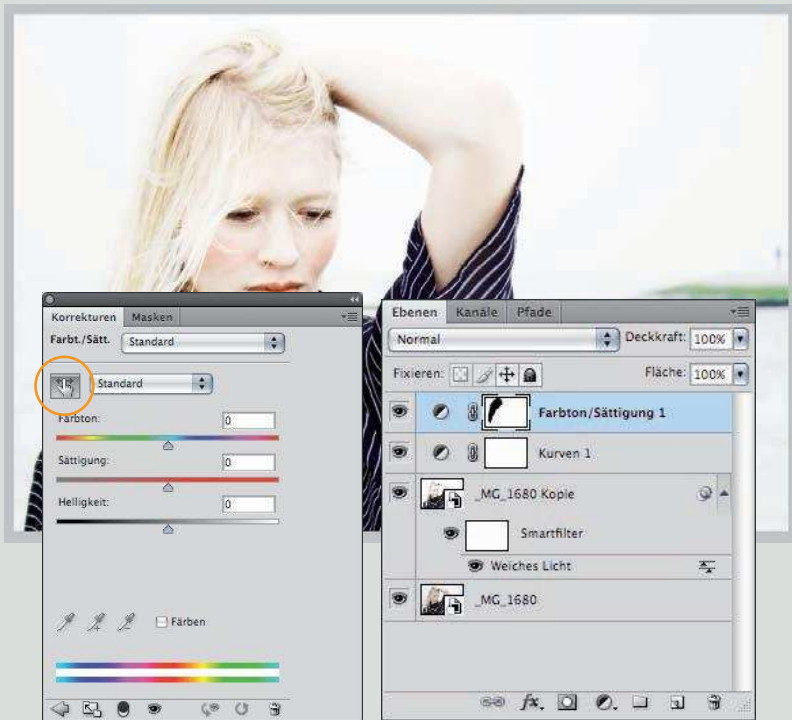 Korrekturen Masken
Farbt./Sätt. Standard
Standard
Farbton: 0
Sättigung: 0
Helligkeit: 0
Färben
Ebenen Kanäle Pfade
Normal Deckkraft: 100%
Fixieren: Fläche: 100%
Farbton/Sättigung 1
Kurven 1
_MG_1680 Kopie
Smartfilter
Weiches Licht
_MG_1680
fx.